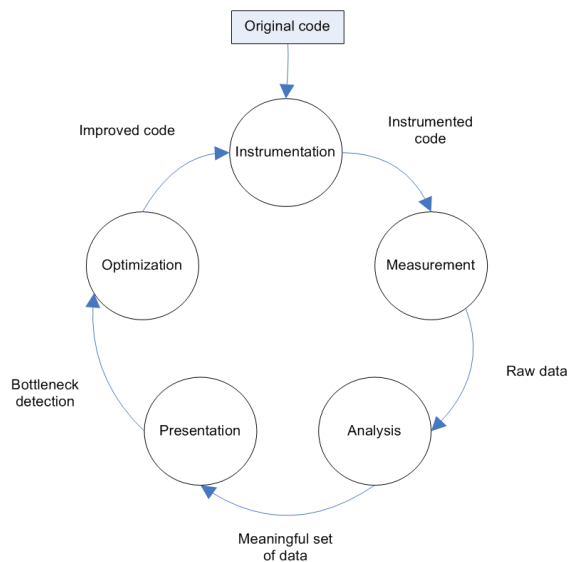 Original code
Improved code
Instrumented
code
Instrumentation
Optimization
Measurement
Bottleneck
detection
Raw data
Presentation
Analysis
Meaningful set
of data